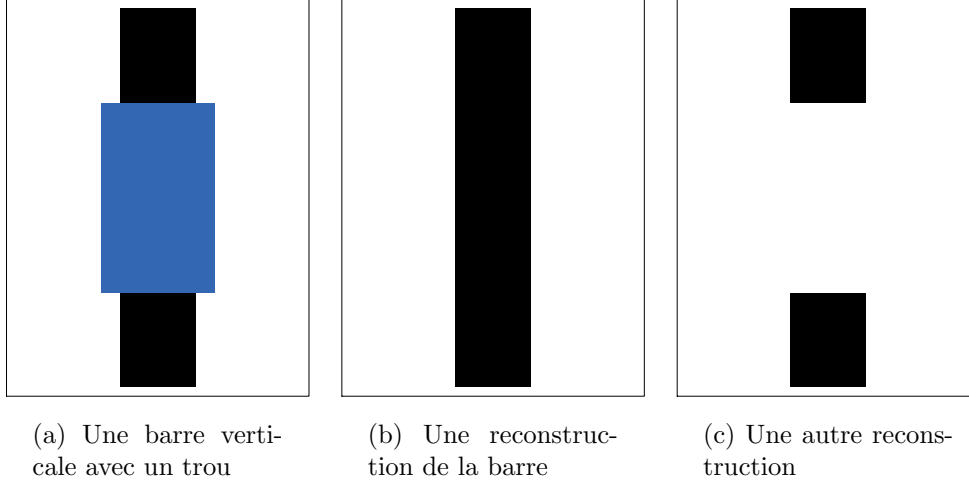 (a) Une barre verti-
cale avec un trou
(b) Une reconstruc-
tion de la barre
(c) Une autre recons-
truction